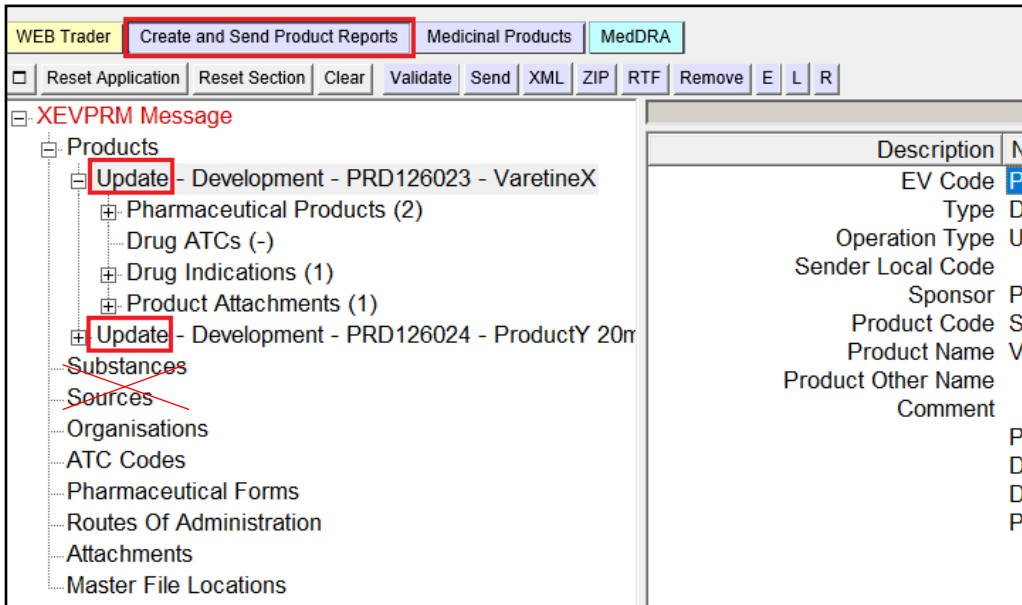 WEB Trader Create and Send Product Reports Medicinal Products MedDRA
Reset Application Reset Section Clear Validate Send XML ZIP RTF Remove E L R
XEVPRM Message
Products
Update - Development - PRD126023 - VaretineX
Pharmaceutical Products (2)
Drug ATCs (-)
Drug Indications (1)
Product Attachments (1)
Update - Development - PRD126024 - ProductY 20m
Substances
Sources
Organisations
ATC Codes
Pharmaceutical Forms
Routes Of Administration
Attachments
Master File Locations
Description N
EV Code P
Type D
Operation Type U
Sender Local Code
Sponsor P
Product Code S
Product Name V
Product Other Name
Comment
P
D
D
P